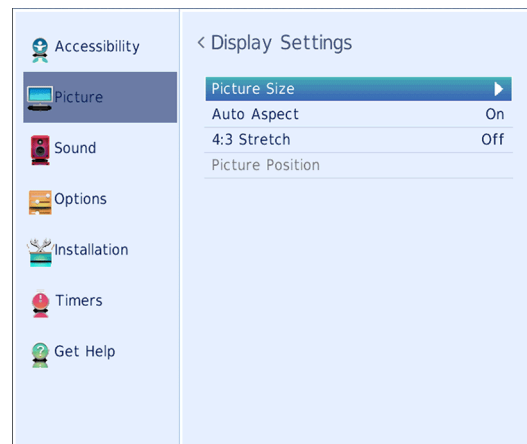 Accessibility
Picture
Sound
Options
Installation
Timers
Get Help
< Display Settings
Picture Size
Auto Aspect On
4:3 Stretch Off
Picture Position